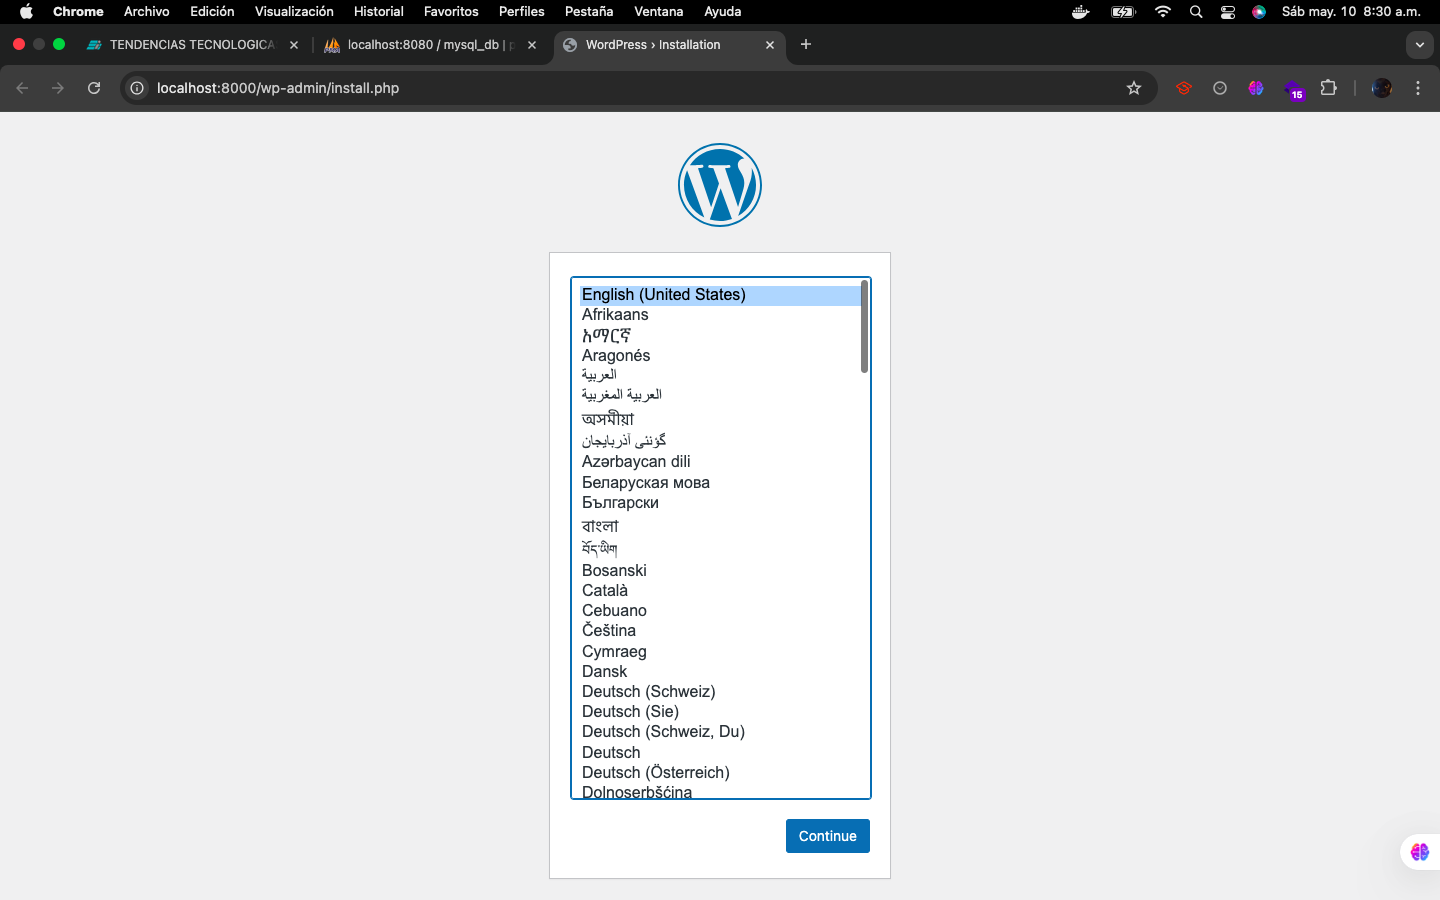 Chrome Archivo Edición Visualización Historial Favoritos Perfiles Pestaña Ventana Ayuda Sáb may. 10 8:30 a.m.
TENDENCIAS TECNOLOGICA localhost:8080 / mysql_db | p WordPress › Installation
localhost:8000/wp-admin/install.php 15
English (United States)
Afrikaans
አማርኛ
Aragonés
العربية
العربية المغربية
অসমীয়া
گؤنئی آذربایجان
Azərbaycan dili
Беларуская мова
Български
বাংলা
བོད་ཡིག
Bosanski
Català
Cebuano
Čeština
Cymraeg
Dansk
Deutsch (Schweiz)
Deutsch (Sie)
Deutsch (Schweiz, Du)
Deutsch
Deutsch (Österreich)
Dolnoserbšćina
Continue